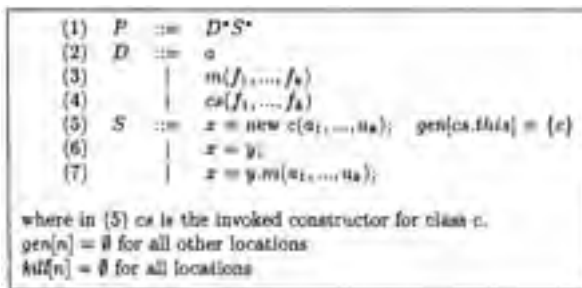 (1) P ::= D*S*
(2) D ::= a
(3) | m(f₁,...,fₖ)
(4) | cs(f₁,...,fₖ)
(5) S ::= x = new c(a₁,...,aₖ); gen[cs.this] = {c}
(6) | x = y;
(7) | x = y.m(a₁,...,aₖ);
where in (5) cs is the invoked constructor for class c.
gen[n] = ∅ for all other locations
kill[n] = ∅ for all locations